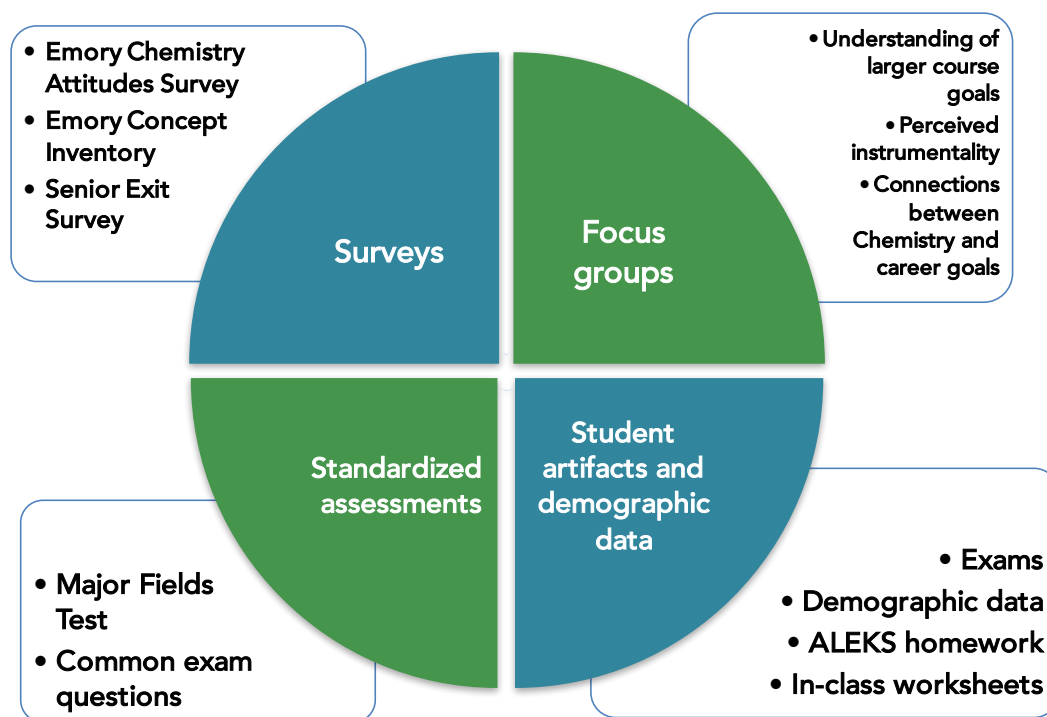 • Emory Chemistry
Attitudes Survey
• Emory Concept
Inventory
• Senior Exit
Survey
• Understanding of
larger course
goals
• Perceived
instrumentality
• Connections
between
Chemistry and
career goals
Surveys
Focus
groups
Standardized
assessments
Student
artifacts and
demographic
data
• Major Fields
Test
• Common exam
questions
• Exams
• Demographic data
• ALEKS homework
• In-class worksheets